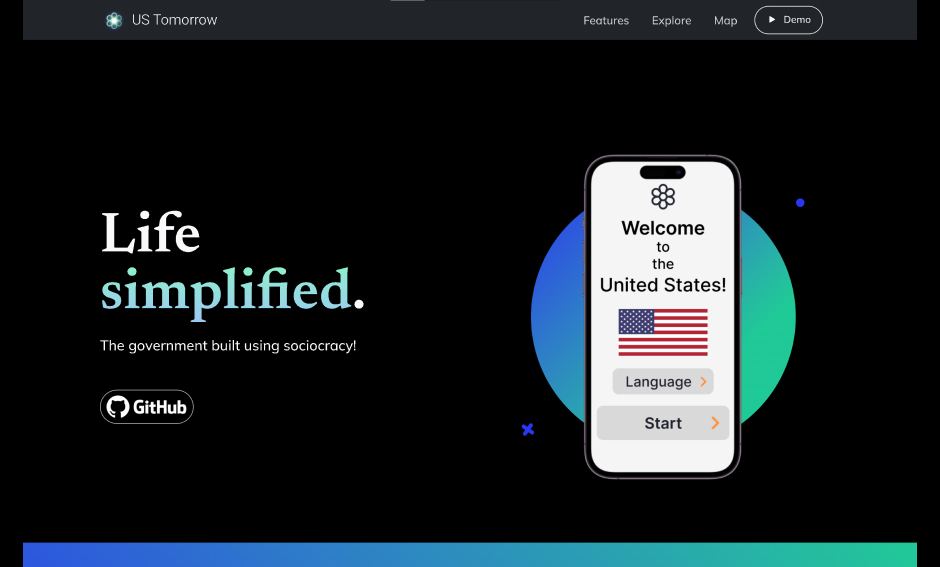 US Tomorrow
Features
Explore
Map
Demo
Life
simplified.
The government built using sociocracy!
GitHub
Welcome
to
the
United States!
Language
Start